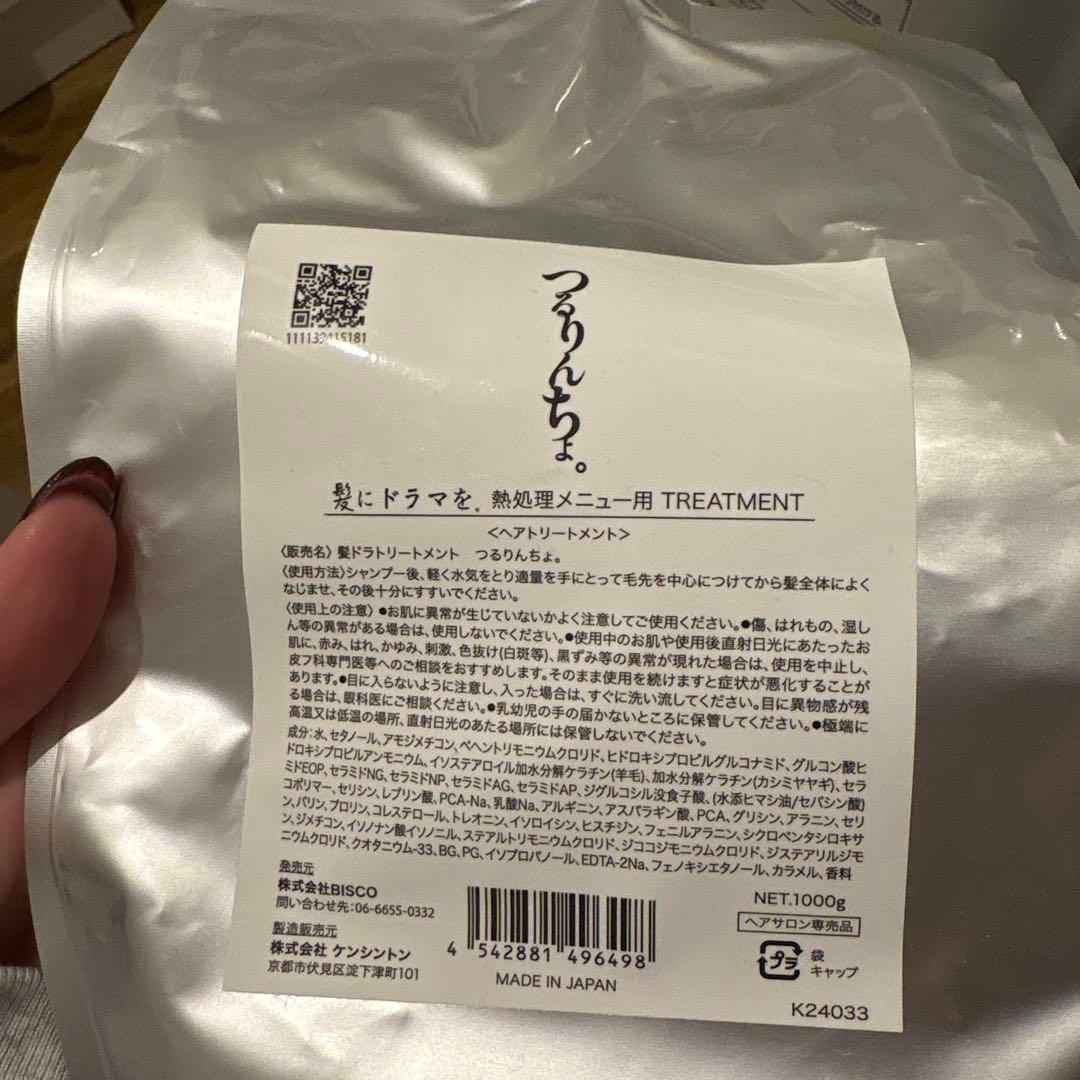 111133415181
つるりんちょ。
髪にドラマを。熱処理メニュー用 TREATMENT
<ヘアトリートメント>
〈販売名〉髪ドラトリートメント つるりんちょ。
〈使用方法〉シャンプー後、軽く水気をとり適量を手にとって毛先を中心につけてから髪全体によく
なじませ、その後十分にすすいでください。
〈使用上の注意〉●お肌に異常が生じていないかよく注意してご使用ください。●傷、はれもの、湿し
ん等の異常がある場合は、使用しないでください。●使用中のお肌や使用後直射日光にあたったお
肌に、赤み、はれ、かゆみ、刺激、色抜け(白斑等)、黒ずみ等の異常が現れた場合は、使用を中止し、
皮フ科専門医等へのご相談をおすすめします。そのまま使用を続けますと症状が悪化することが
あります。●目に入らないように注意し、入った場合は、すぐに洗い流してください。目に異物感が残
る場合は、眼科医にご相談ください。●乳幼児の手の届かないところに保管してください。●極端に
高温又は低温の場所、直射日光のあたる場所には保管しないでください。
成分:水、セタノール、アモジメチコン、ベヘントリモニウムクロリド、ヒドロキシプロピルグルコナミド、グルコン酸ヒ
ドロキシプロピルアンモニウム、イソステアロイル加水分解ケラチン(羊毛)、加水分解ケラチン(カシミヤヤギ)、セラ
ミドEOP、セラミドNG、セラミドNP、セラミドAG、セラミドAP、ジグルコシル没食子酸、(水添ヒマシ油/セバシン酸)
コポリマー、セリシン、レブリン酸、PCA-Na、乳酸Na、アルギニン、アスパラギン酸、PCA、グリシン、アラニン、セリ
ン、バリン、プロリン、コレステロール、トレオニン、イソロイシン、ヒスチジン、フェニルアラニン、シクロペンタシロキサ
ン、ジメチコン、イソノナン酸イソノニル、ステアルトリモニウムクロリド、ジココジモニウムクロリド、ジステアリルジモ
ニウムクロリド、クオタニウム-33、BG、PG、イソプロパノール、EDTA-2Na、フェノキシエタノール、カラメル、香料
発売元
株式会社BISCO
問い合わせ先:06-6655-0332
製造販売元
株式会社 ケンシントン
京都市伏見区淀下津町101
4 542881 496498
MADE IN JAPAN
NET.1000g
ヘアサロン専売品
プラ
袋
キャップ
K24033